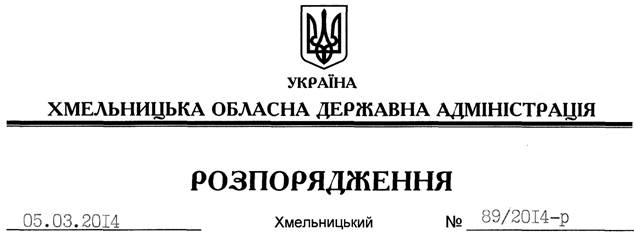 УКРАЇНА
ХМЕЛЬНИЦЬКА ОБЛАСНА ДЕРЖАВНА АДМІНІСТРАЦІЯ
РОЗПОРЯДЖЕННЯ
05.03.2014 Хмельницький № 89/2014-р